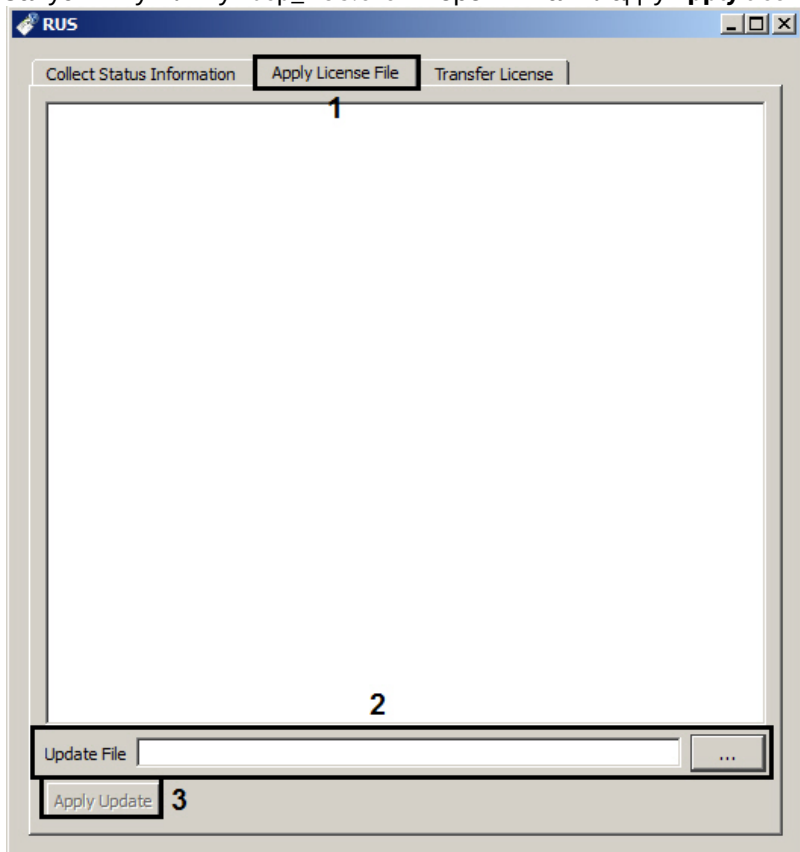 RUS
Collect Status Information Apply License File Transfer License
1
2
Update File ...
Apply Update 3